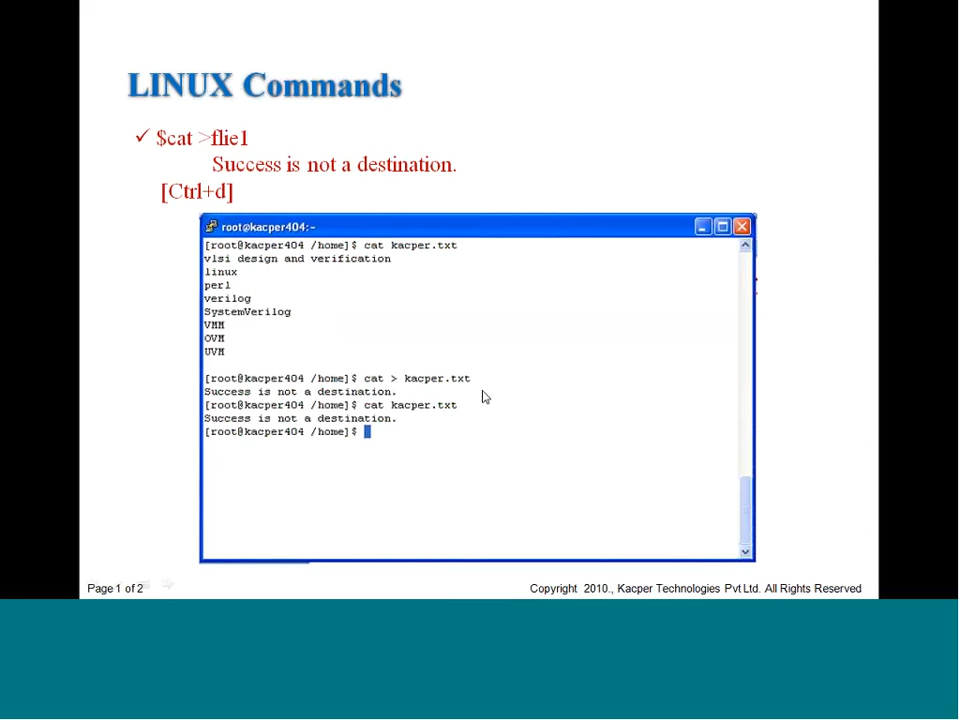 LINUX Commands
✓ $cat >flie1
Success is not a destination.
[Ctrl+d]
root@kacper404:~
[root@kacper404 /home]$ cat kacper.txt
vlsi design and verification
linux
perl
verilog
SystemVerilog
VMM
OVM
UVM
[root@kacper404 /home]$ cat > kacper.txt
Success is not a destination.
[root@kacper404 /home]$ cat kacper.txt
Success is not a destination.
[root@kacper404 /home]$
Page 1 of 2
Copyright 2010., Kacper Technologies Pvt Ltd. All Rights Reserved